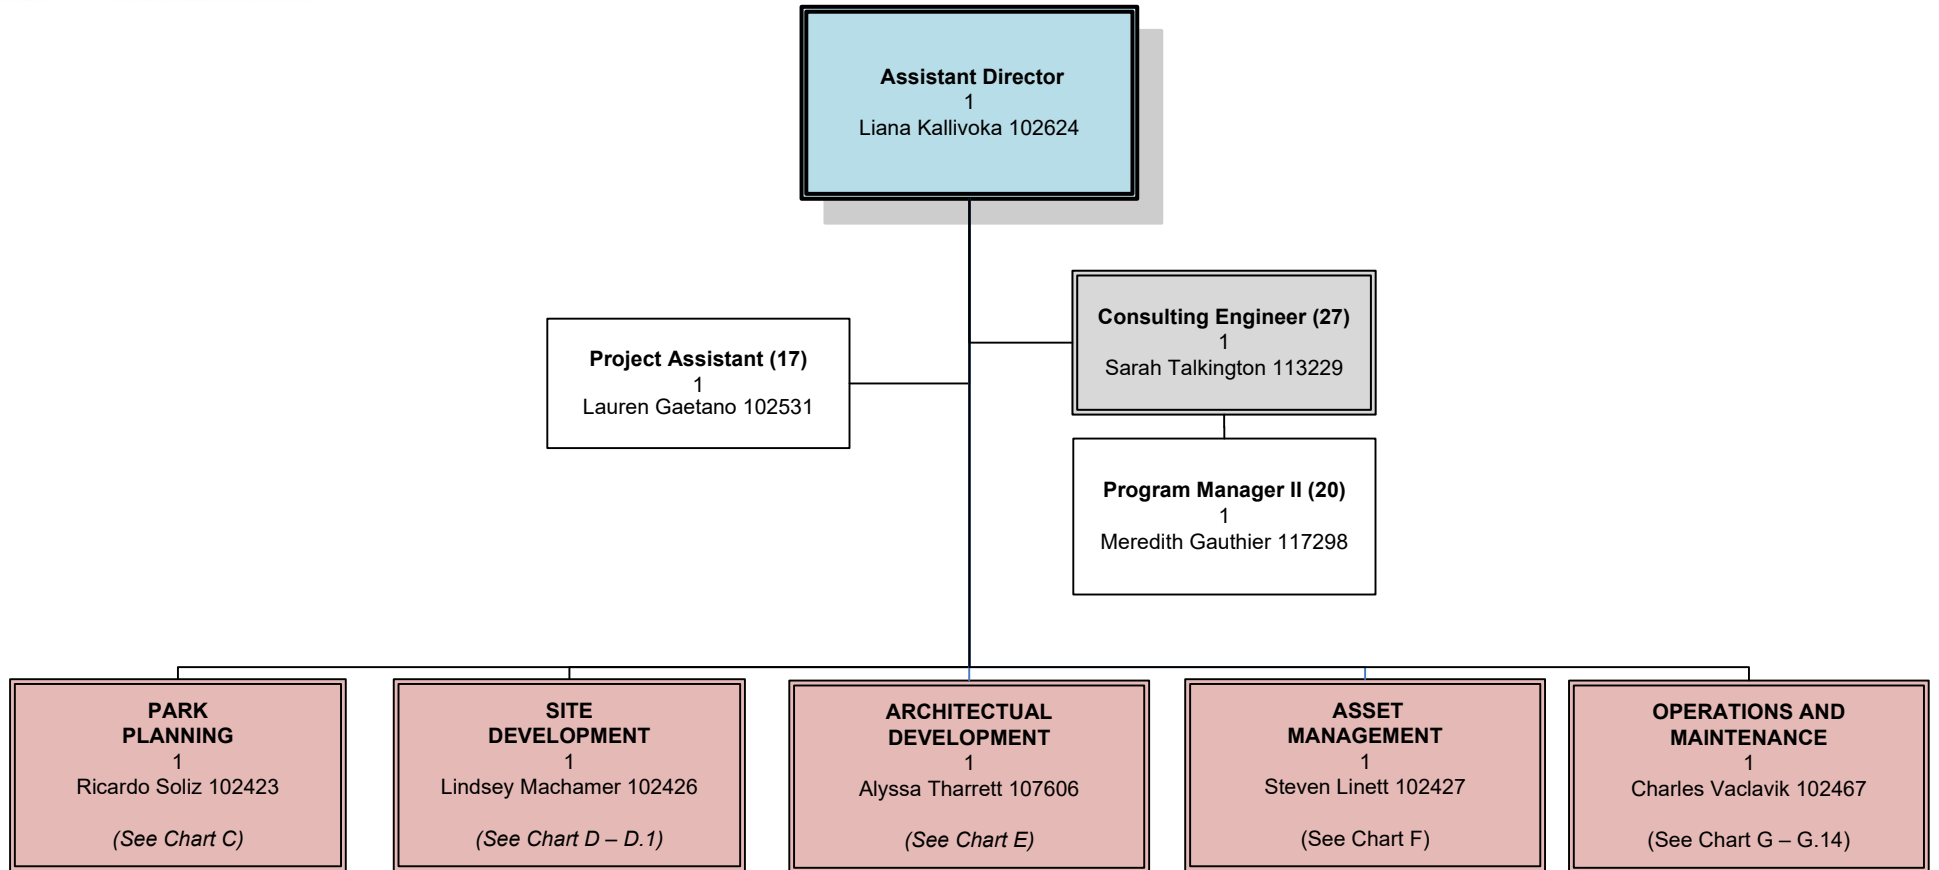 Assistant Director
1
Liana Kallivoka 102624
Consulting Engineer (27)
1
Sarah Talkington 113229
Project Assistant (17)
1
Lauren Gaetano 102531
Program Manager II (20)
1
Meredith Gauthier 117298
PARK
PLANNING
1
Ricardo Soliz 102423
(See Chart C)
SITE
DEVELOPMENT
1
Lindsey Machamer 102426
(See Chart D – D.1)
ARCHITECTUAL
DEVELOPMENT
1
Alyssa Tharrett 107606
(See Chart E)
ASSET
MANAGEMENT
1
Steven Linett 102427
(See Chart F)
OPERATIONS AND
MAINTENANCE
1
Charles Vaclavik 102467
(See Chart G – G.14)